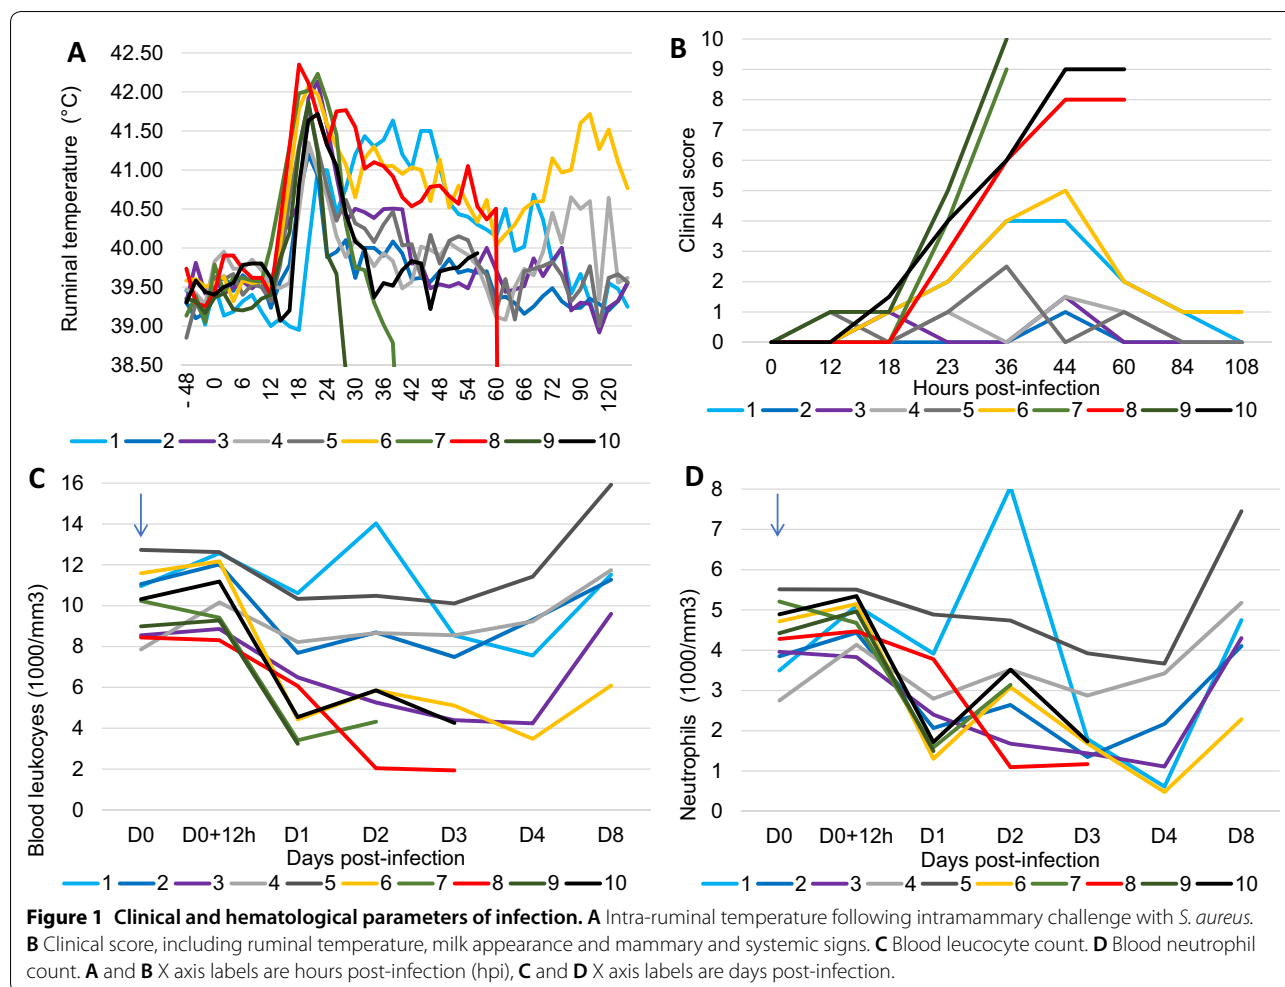 A
42.50
42.00
41.50
41.00
40.50
40.00
39.50
39.00
38.50
Ruminal temperature (°C)
- 48 0 6 12 18 24 30 36 42 48 54 60 66 72 90 120
1 2 3 4 5 6 7 8 9 10
B
10
9
8
7
6
5
4
3
2
1
0
Clinical score
0 12 18 23 36 44 60 84 108
Hours post-infection
1 2 3 4 5 6 7 8 9 10
C
16
14
12
10
8
6
4
2
0
Blood leukocytes (1000/mm3)
D0 D0+12h D1 D2 D3 D4 D8
Days post-infection
1 2 3 4 5 6 7 8 9 10
D
8
7
6
5
4
3
2
1
0
Neutrophils (1000/mm3)
D0 D0+12h D1 D2 D3 D4 D8
Days post-infection
1 2 3 4 5 6 7 8 9 10
Figure 1 Clinical and hematological parameters of infection. A Intra-ruminal temperature following intramammary challenge with S. aureus.
B Clinical score, including ruminal temperature, milk appearance and mammary and systemic signs. C Blood leucocyte count. D Blood neutrophil
count. A and B X axis labels are hours post-infection (hpi), C and D X axis labels are days post-infection.